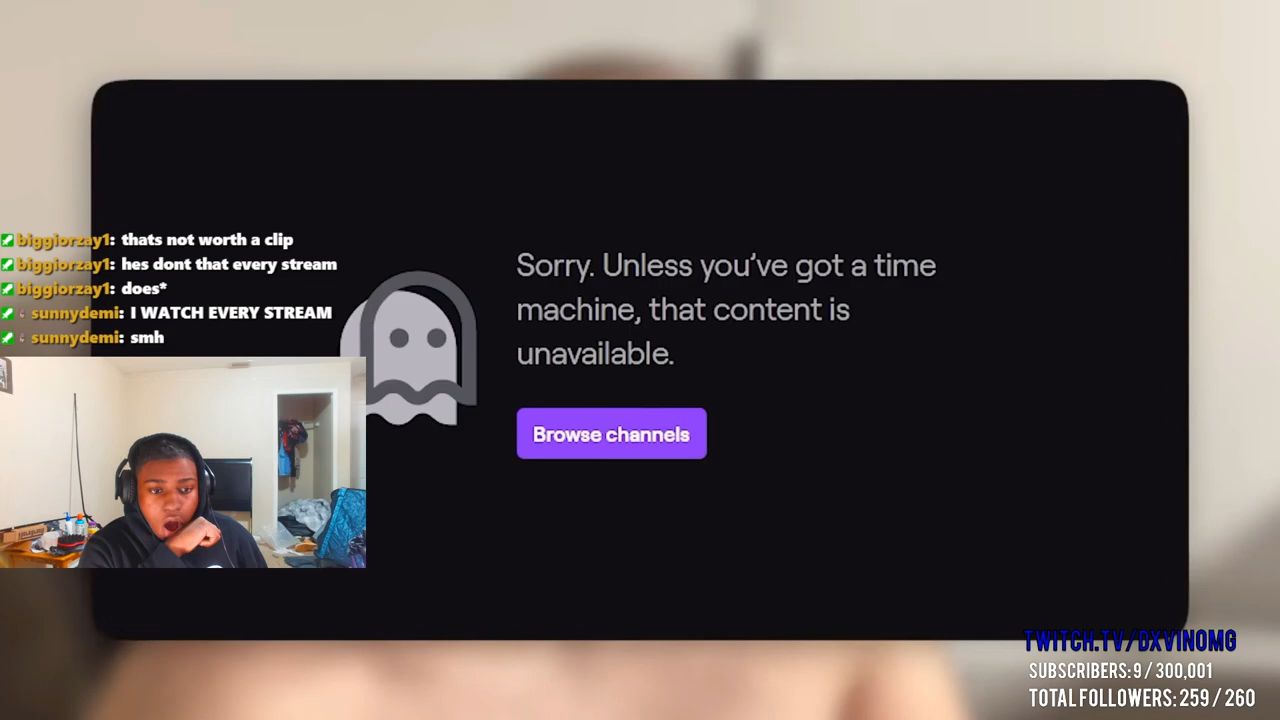 biggiorzay1: thats not worth a clip
biggiorzay1: hes dont that every stream
biggiorzay1: does*
sunnydemi: I WATCH EVERY STREAM
sunnydemi: smh
Sorry. Unless you've got a time
machine, that content is
unavailable.
Browse channels
TWITCH.TV/DXVINOMG
SUBSCRIBERS: 9 / 300,001
TOTAL FOLLOWERS: 259 / 260